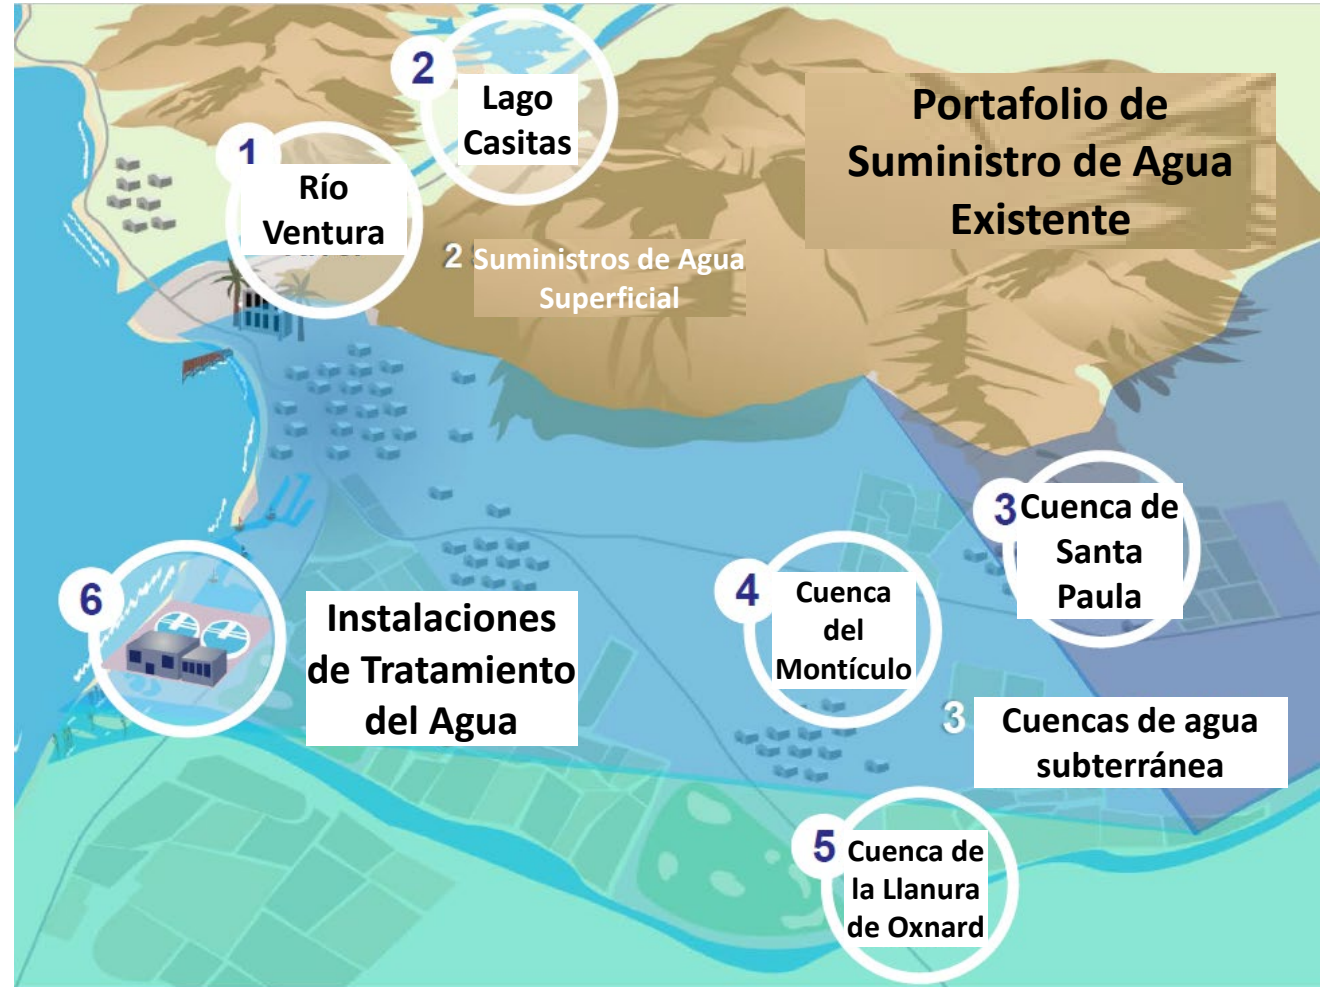 Portafolio de
Suministro de Agua
Existente
1
Río
Ventura
2
Lago
Casitas
2 Suministros de Agua
Superficial
3
Cuenca de
Santa
Paula
4
Cuenca
del
Montículo
3
Cuencas de agua
subterránea
5
Cuenca de
la Llanura
de Oxnard
6
Instalaciones
de Tratamiento
del Agua